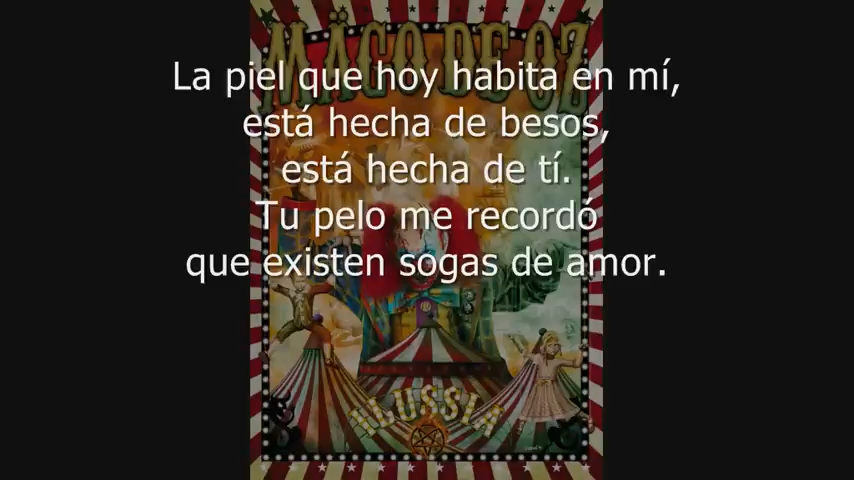 MÄGO DE OZ
La piel que hoy habita en mí,
está hecha de besos,
está hecha de tí.
Tu pelo me recordó
que existen sogas de amor.
ILUSSIA